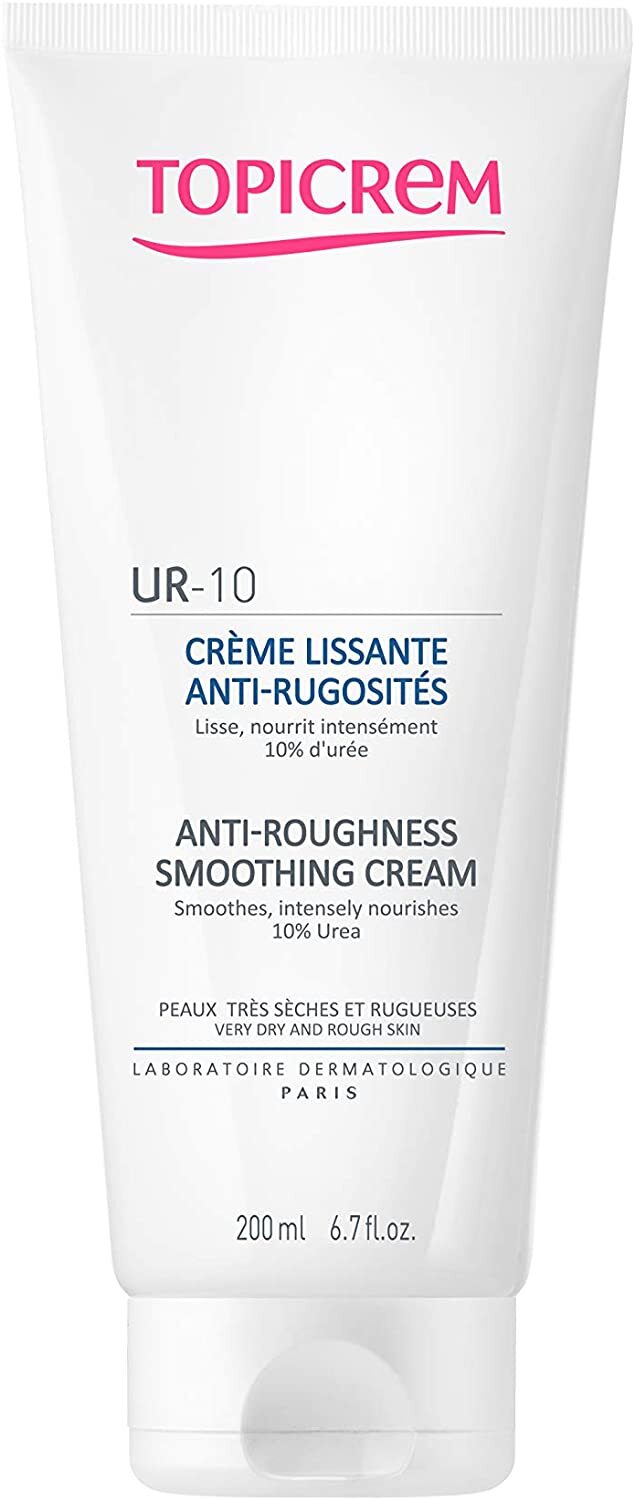 TOPICREM
UR-10
CRÈME LISSANTE
ANTI-RUGOSITÉS
Lisse, nourrit intensément
10% d'urée
ANTI-ROUGHNESS
SMOOTHING CREAM
Smoothes, intensely nourishes
10% Urea
PEAUX TRÈS SÈCHES ET RUGUEUSES
VERY DRY AND ROUGH SKIN
LABORATOIRE DERMATOLOGIQUE
PARIS
200 ml 6.7 fl.oz.